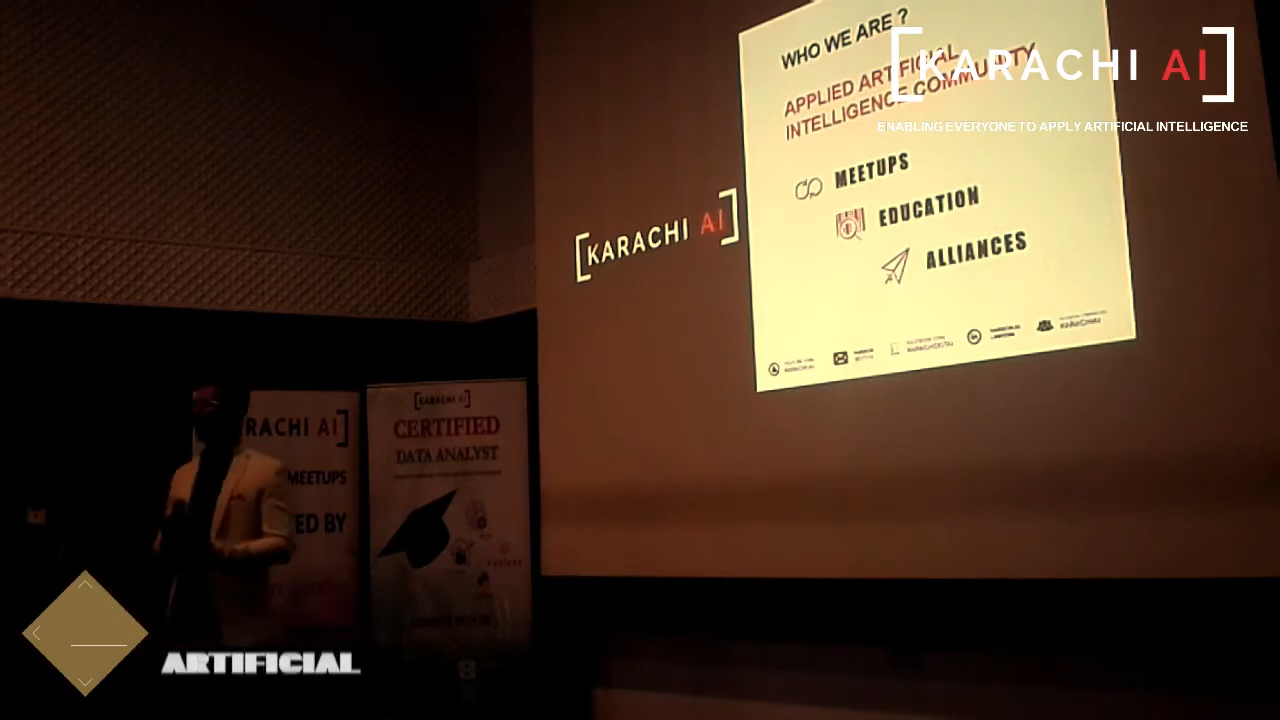 WHO WE ARE ?
APPLIED ARTIFICIAL
INTELLIGENCE COMMUNITY
MEETUPS
EDUCATION
ALLIANCES
[KARACHI AI]
ENABLING EVERYONE TO APPLY ARTIFICIAL INTELLIGENCE
[KARACHI AI]
RACHI AI]
MEETUPS
ED BY
[KARACHI AI]
CERTIFIED
DATA ANALYST
ARTIFICIAL